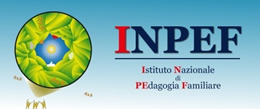 INPEF
Istituto Nazionale
di
PEdagogia Familiare